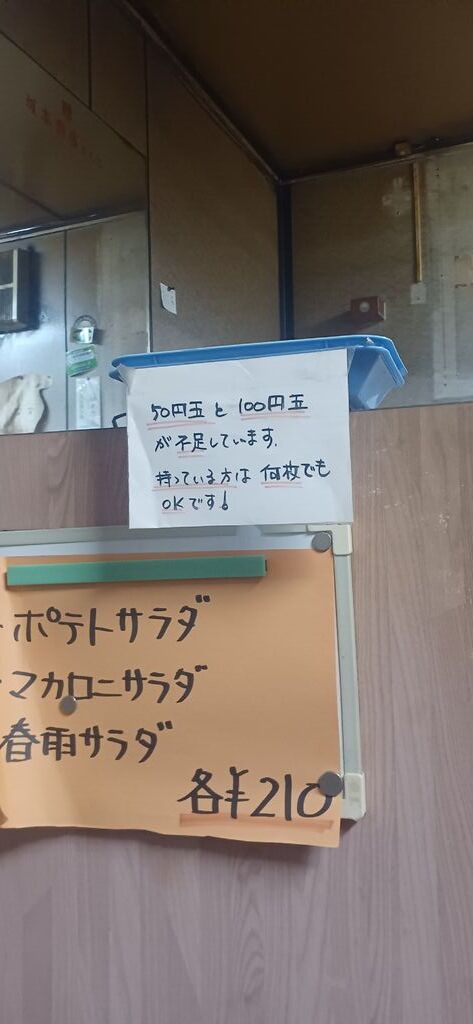 50円玉と100円玉
が不足しています。
持っている方は何枚でも
OKです!
・ポテトサラダ
・マカロニサラダ
春雨サラダ
各¥210